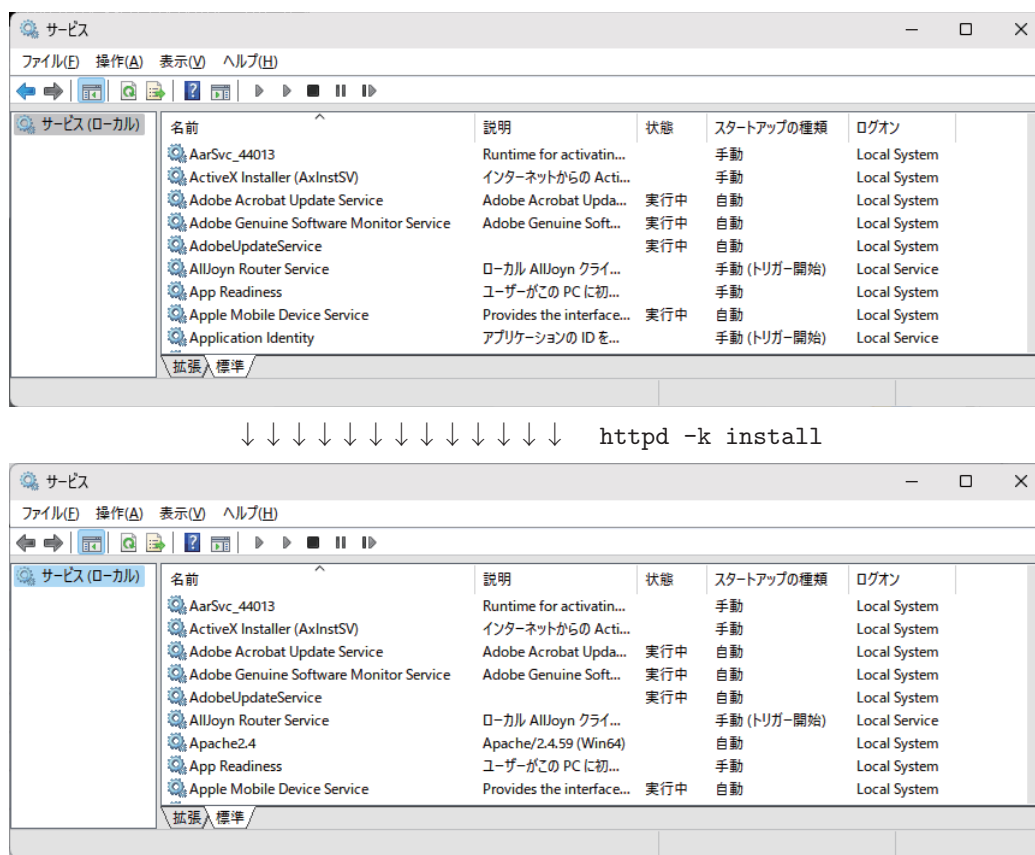 サービス
ファイル(F) 操作(A) 表示(V) ヘルプ(H)
サービス (ローカル)
名前 説明 状態 スタートアップの種類 ログオン
AarSvc_44013 Runtime for activatin... 手動 Local System
ActiveX Installer (AxInstSV) インターネットからの Acti... 手動 Local System
Adobe Acrobat Update Service Adobe Acrobat Upda... 実行中 自動 Local System
Adobe Genuine Software Monitor Service Adobe Genuine Soft... 実行中 自動 Local System
AdobeUpdateService 実行中 自動 Local System
AllJoyn Router Service ローカル AllJoyn クライ... 手動 (トリガー開始) Local Service
App Readiness ユーザーがこの PC に初... 手動 Local System
Apple Mobile Device Service Provides the interface... 実行中 自動 Local System
Application Identity アプリケーションの ID を... 手動 (トリガー開始) Local Service
拡張 標準
↓ ↓ ↓ ↓ ↓ ↓ ↓ ↓ ↓ ↓ ↓ ↓ ↓ httpd -k install
サービス
ファイル(F) 操作(A) 表示(V) ヘルプ(H)
サービス (ローカル)
名前 説明 状態 スタートアップの種類 ログオン
AarSvc_44013 Runtime for activatin... 手動 Local System
ActiveX Installer (AxInstSV) インターネットからの Acti... 手動 Local System
Adobe Acrobat Update Service Adobe Acrobat Upda... 実行中 自動 Local System
Adobe Genuine Software Monitor Service Adobe Genuine Soft... 実行中 自動 Local System
AdobeUpdateService 実行中 自動 Local System
AllJoyn Router Service ローカル AllJoyn クライ... 手動 (トリガー開始) Local Service
Apache2.4 Apache/2.4.59 (Win64) 自動 Local System
App Readiness ユーザーがこの PC に初... 手動 Local System
Apple Mobile Device Service Provides the interface... 実行中 自動 Local System
拡張 標準